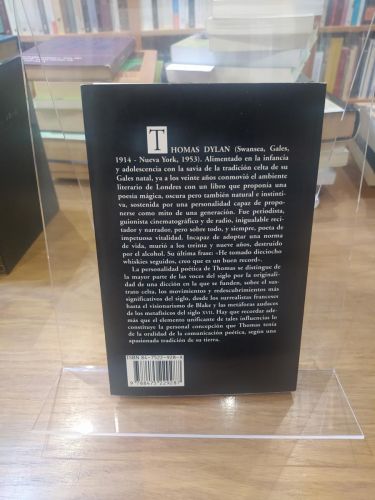 THOMAS DYLAN (Swansea, Gales,
1914 - Nueva York, 1953). Alimentado en la infancia
y adolescencia con la savia de la tradición celta de su
Gales natal, ya a los veinte años conmovió el ambiente
literario de Londres con un libro que proponía una
poesía mágica, oscura pero también natural e instinti-
va, sostenida por una personalidad capaz de propo-
nerse como mito de una generación. Fue periodista,
guionista cinematográfico y de radio, inigualable reci-
tador y narrador, pero sobre todo, y siempre, poeta de
impetuosa vitalidad. Incapaz de adoptar una norma
de vida, murió a los treinta y nueve años, destruido
por el alcohol. Su última frase: «He tomado dieciocho
whiskies seguidos, creo que es un buen record».
La personalidad poética de Thomas se distingue de
la mayor parte de las voces del siglo por la originali-
dad de una dicción en la que se funden, sobre el sus-
trato celta, los movimientos y redescubrimientos más
significativos del siglo, desde los surrealistas franceses
hasta el visionarismo de Blake y las metáforas audaces
de los metafísicos del siglo XVII. Hay que recordar ade-
más que el elemento unificante de tales influencias lo
constituye la personal concepción que Thomas tenía
de la oralidad de la comunicación poética, según una
apasionada tradición de su tierra.
ISBN 84-7522-928-8
9 788475 229287